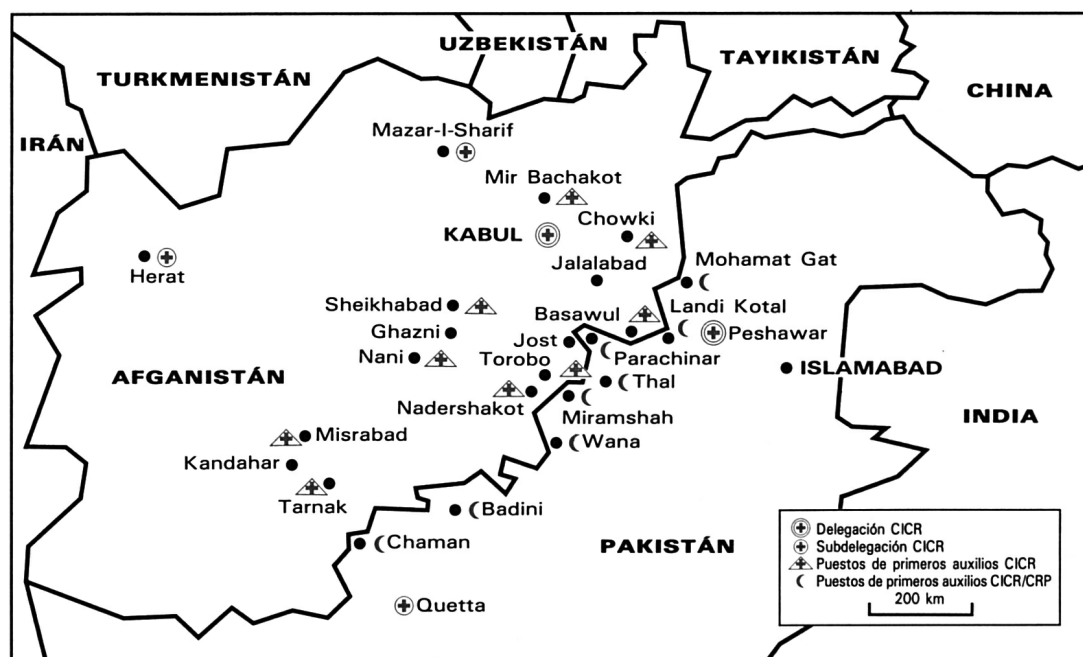 UZBEKISTÁN
TAYIKISTÁN
TURKMENISTÁN
CHINA
IRÁN
Mazar-I-Sharif
Mir Bachakot
Chowki
KABUL
Herat
Jalalabad
Mohamat Gat
Sheikhabad
Basawul
Landi Kotal
Ghazni
Peshawar
Jost
Nani
Torobo
Parachinar
AFGANISTÁN
Thal
ISLAMABAD
Nadershakot
Miramshah
INDIA
Misrabad
Wana
Kandahar
Tarnak
Badini
Chaman
PAKISTÁN
Quetta
Delegación CICR
Subdelegación CICR
Puestos de primeros auxilios CICR
Puestos de primeros auxilios CICR/CRP
200 km